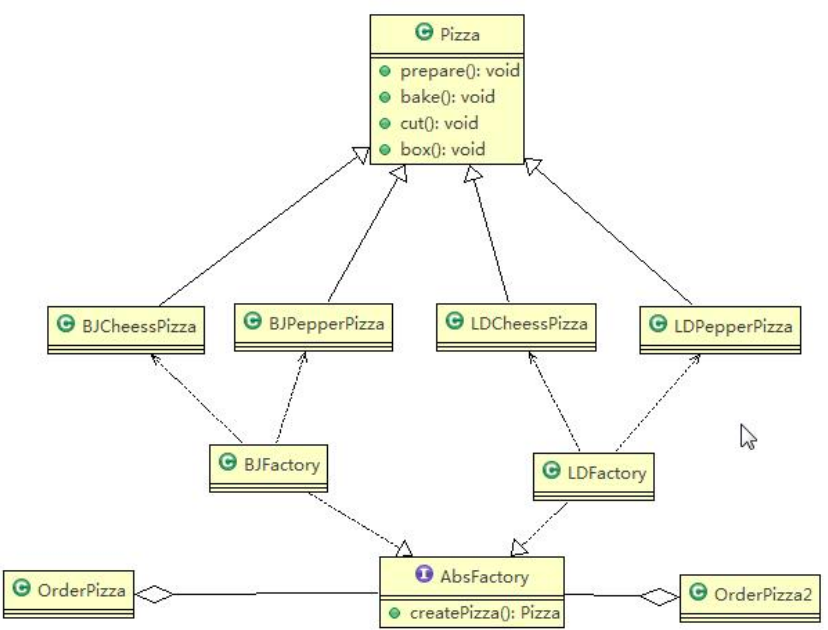 Pizza
prepare(): void
bake(): void
cut(): void
box(): void
BJCheessPizza
BJPepperPizza
LDCheessPizza
LDPepperPizza
BJFactory
LDFactory
AbsFactory
createPizza(): Pizza
OrderPizza
OrderPizza2